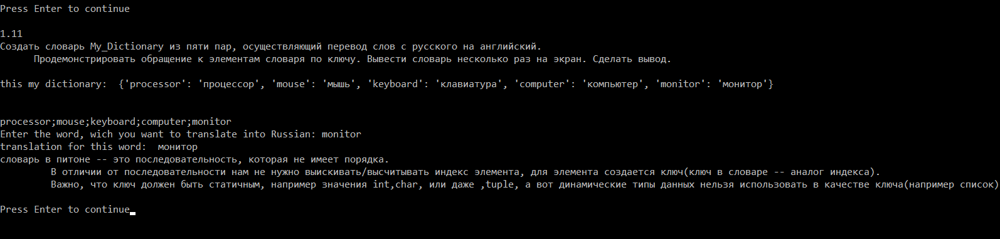 Press Enter to continue
1.11
Создать словарь My_Dictionary из пяти пар, осуществляющий перевод слов с русского на английский.
Продемонстрировать обращение к элементам словаря по ключу. Вывести словарь несколько раз на экран. Сделать вывод.
this my dictionary:  {'processor': 'процессор', 'mouse': 'мышь', 'keyboard': 'клавиатура', 'computer': 'компьютер', 'monitor': 'монитор'}
processor;mouse;keyboard;computer;monitor
Enter the word, wich you want to translate into Russian: monitor
translation for this word:  монитор
словарь в питоне -- это последовательность, которая не имеет порядка.
В отличии от последовательности нам не нужно выискивать/высчитывать индекс элемента, для элемента создается ключ(ключ в словаре -- аналог индекса).
Важно, что ключ должен быть статичным, например значения int,char, или даже ,tuple, а вот динамические типы данных нельзя использовать в качестве ключа(например список)
Press Enter to continue